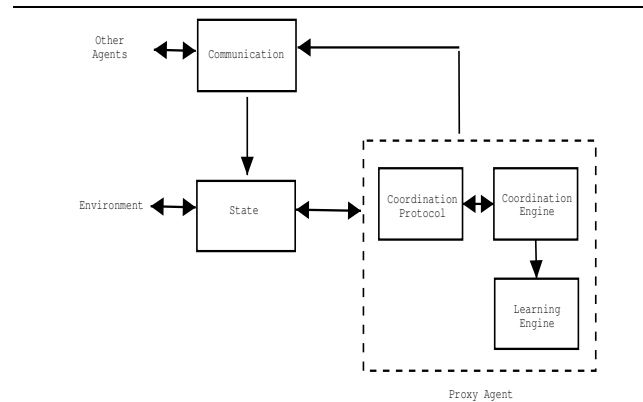 Other
Agents
Communication
Environment
State
Coordination
Protocol
Coordination
Engine
Learning
Engine
Proxy Agent